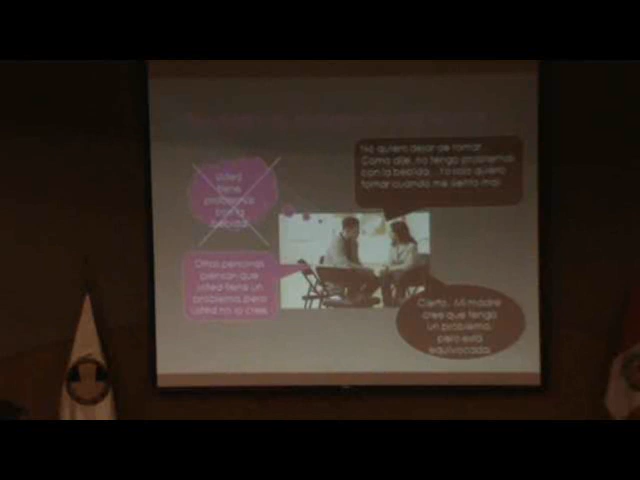 No quiero dejar de tomar.
Como dije, no tengo problemas
con la bebida. Yo solo quiero
tomar cuando me siento mal
Usted
tiene
problemas
con la
bebida
Otras personas
piensan que
usted tiene un
problema, pero
usted no lo cree
Cierto. Mi madre
cree que tengo
un problema,
pero está
equivocada.